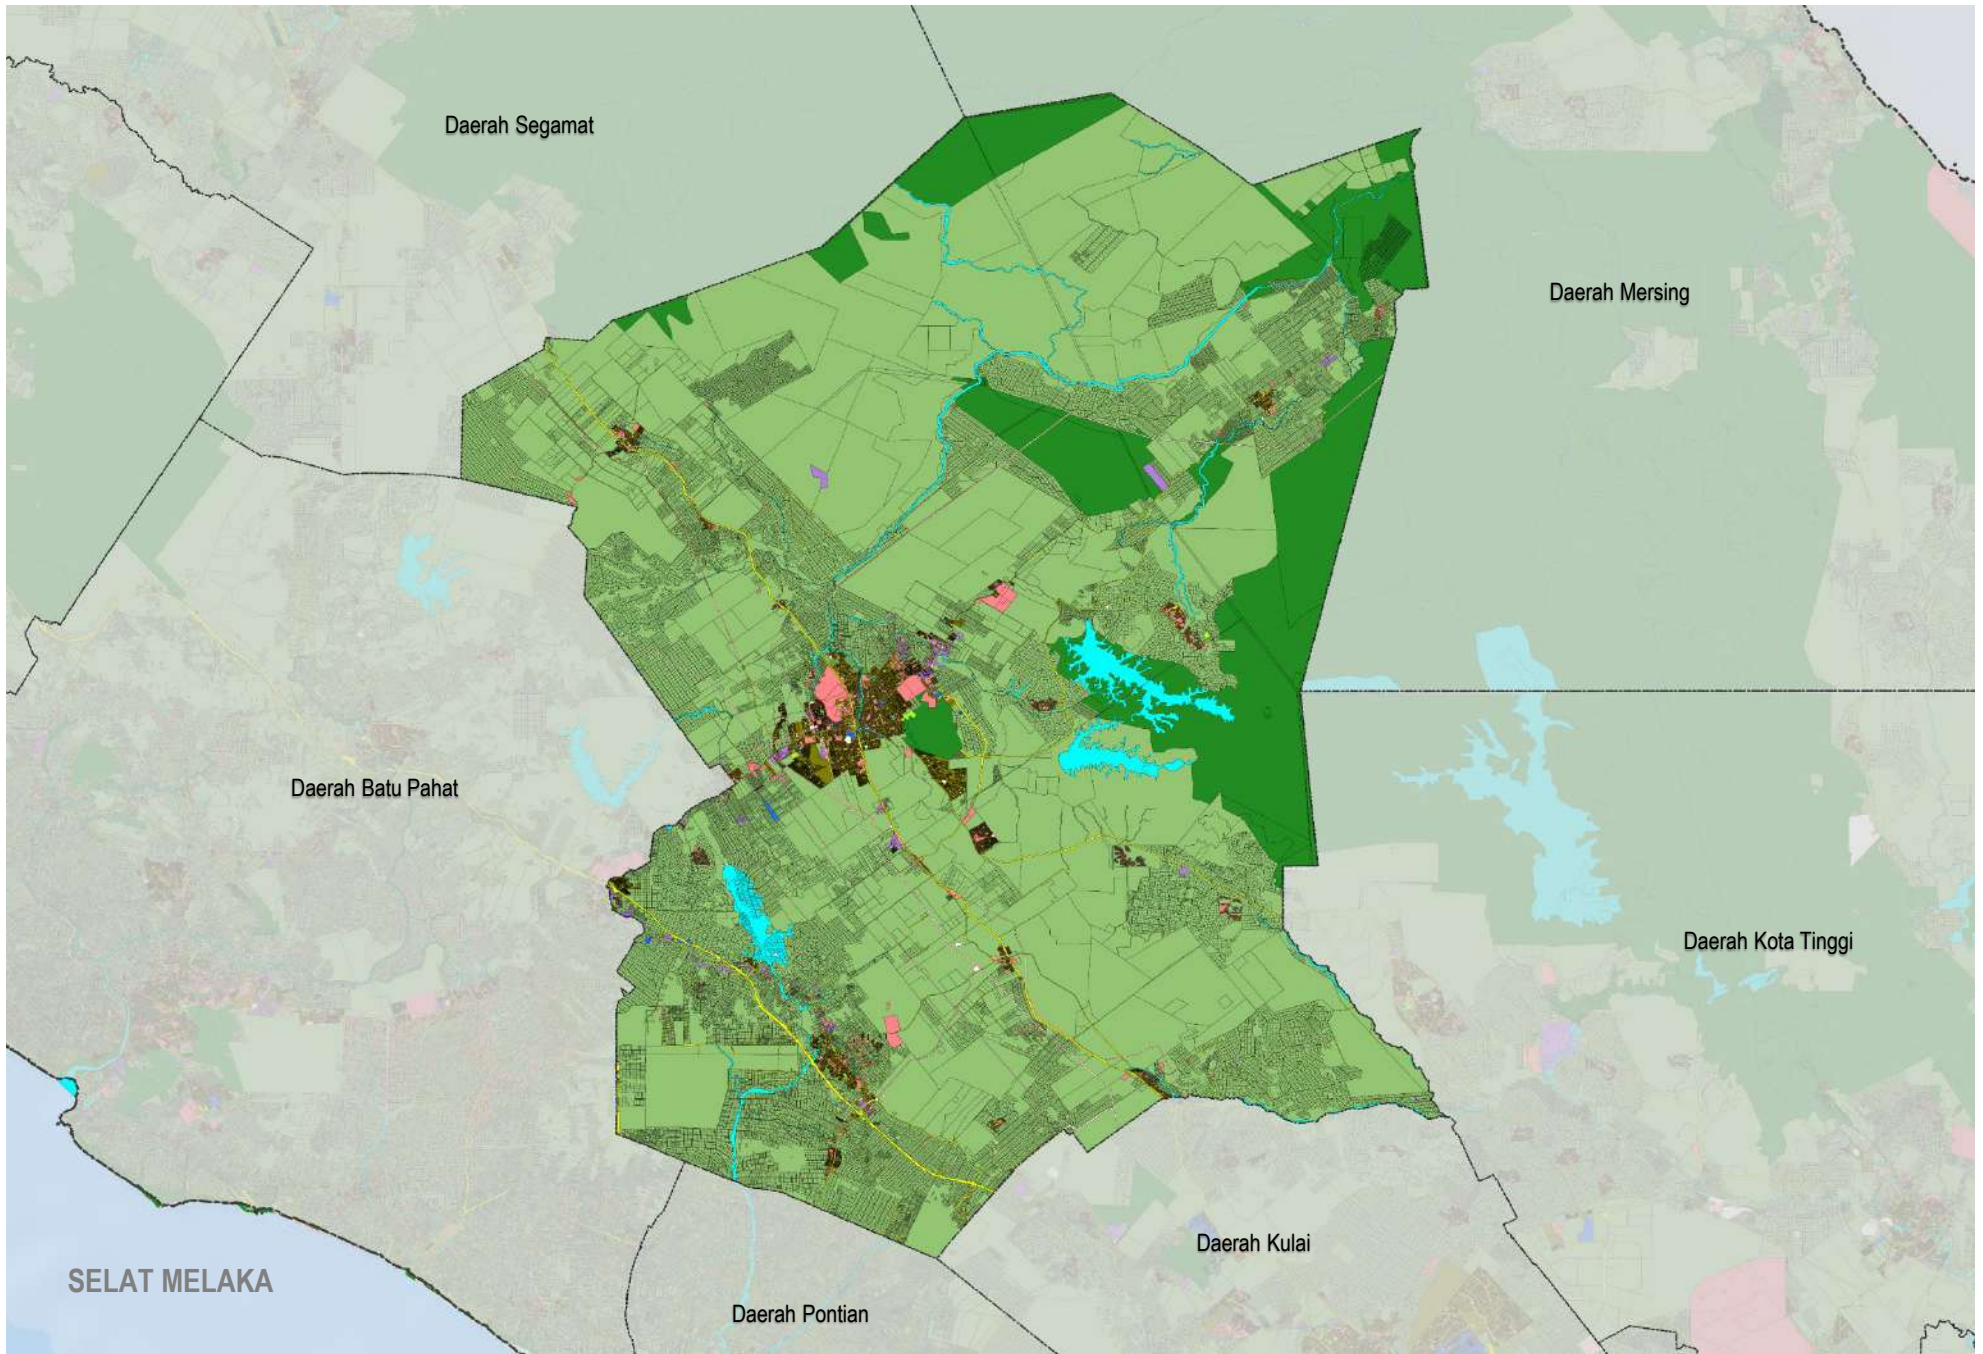 Daerah Segamat
Daerah Mersing
Daerah Batu Pahat
Daerah Kota Tinggi
Daerah Kulai
SELAT MELAKA
Daerah Pontian